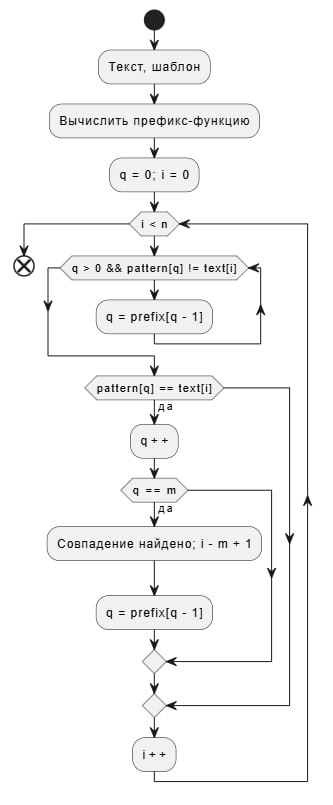 Текст, шаблон
Вычислить префикс-функцию
q = 0; i = 0
i < n
q > 0 && pattern[q] != text[i]
q = prefix[q - 1]
pattern[q] == text[i]
да
q++
q == m
да
Совпадение найдено; i - m + 1
q = prefix[q - 1]
i++